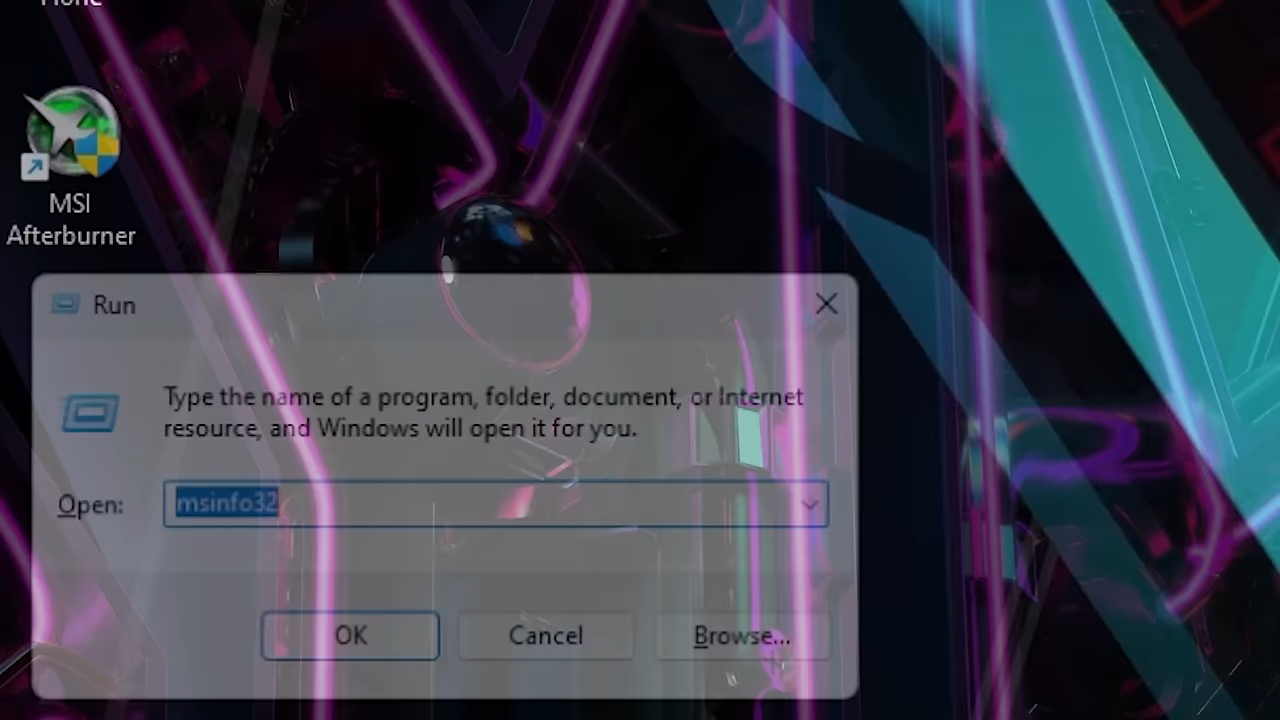 MSI
Afterburner
Run
Type the name of a program, folder, document, or Internet
resource, and Windows will open it for you.
Open:
msinfo32
OK
Cancel
Browse...